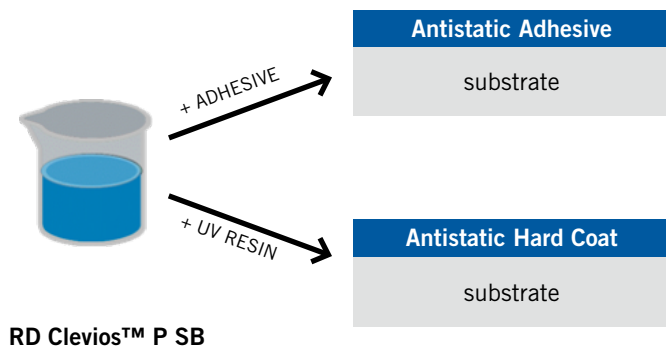 Antistatic Adhesive
substrate
+ ADHESIVE
+ UV RESIN
Antistatic Hard Coat
substrate
RD Clevios™ P SB